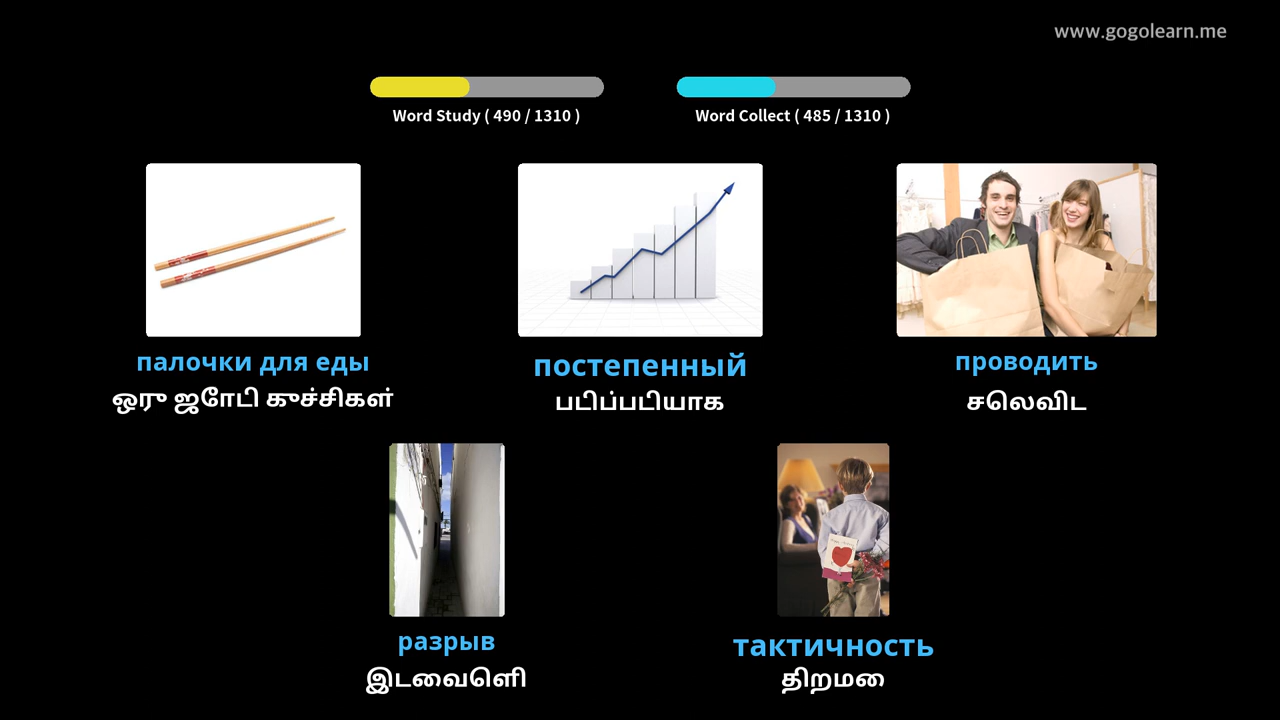 www.gogolearn.me
Word Study ( 490 / 1310 )
Word Collect ( 485 / 1310 )
палочки для еды
ஒரு ஜோடி குச்சிகள்
постепенный
படிப்படியாக
проводить
செலவிட
разрыв
இடைவெளி
тактичность
திறமை